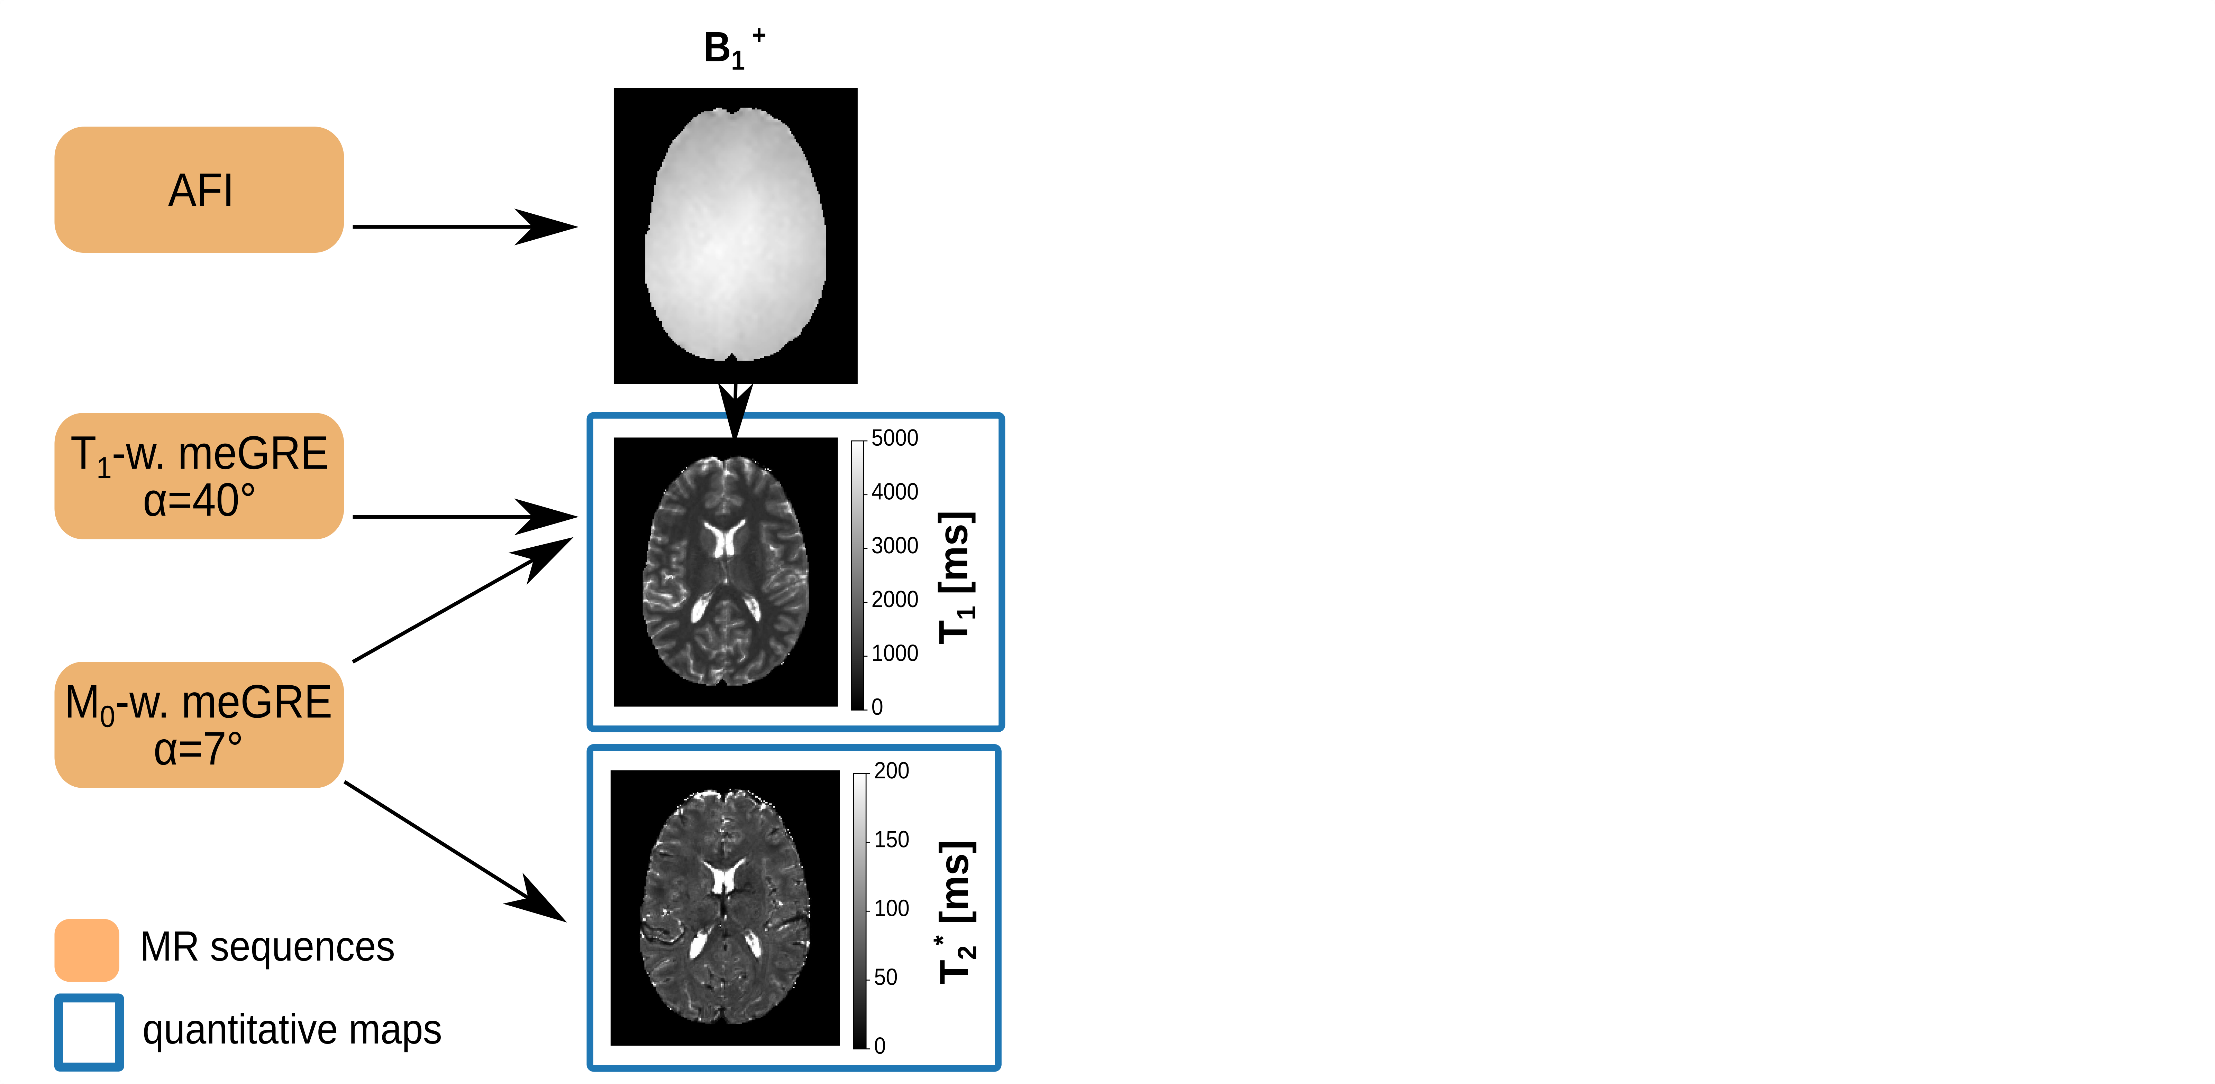 B₁⁺
AFI
T₁-w. meGRE
α=40°
5000
4000
3000
2000
1000
0
T₁ [ms]
M₀-w. meGRE
α=7°
200
150
100
50
0
T₂* [ms]
MR sequences
quantitative maps